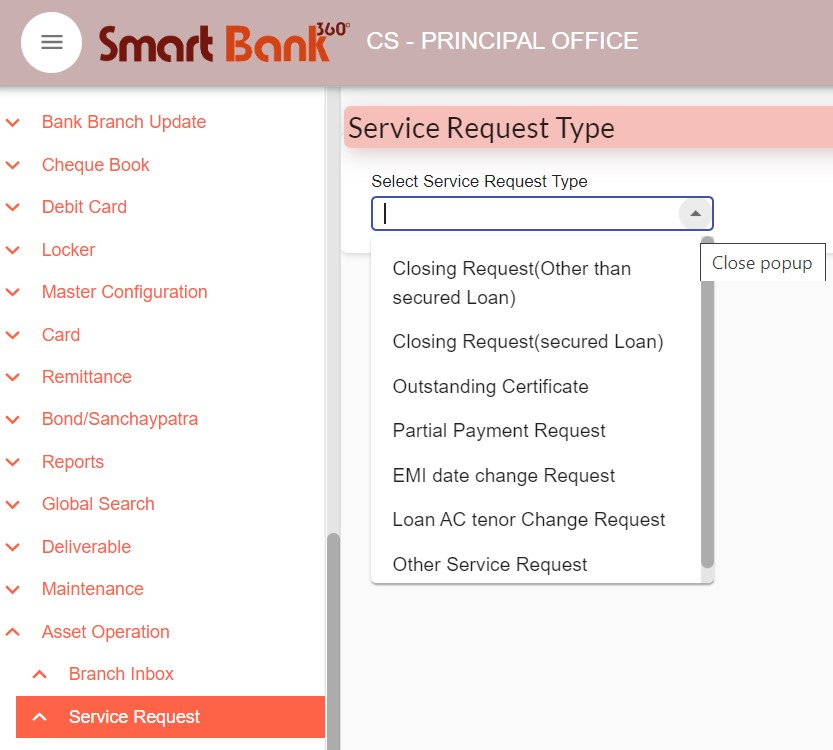 Smart Bank 360°
CS - PRINCIPAL OFFICE
Bank Branch Update
Cheque Book
Debit Card
Locker
Master Configuration
Card
Remittance
Bond/Sanchaypatra
Reports
Global Search
Deliverable
Maintenance
Asset Operation
Branch Inbox
Service Request
Service Request Type
Select Service Request Type
Close popup
Closing Request(Other than
secured Loan)
Closing Request(secured Loan)
Outstanding Certificate
Partial Payment Request
EMI date change Request
Loan AC tenor Change Request
Other Service Request